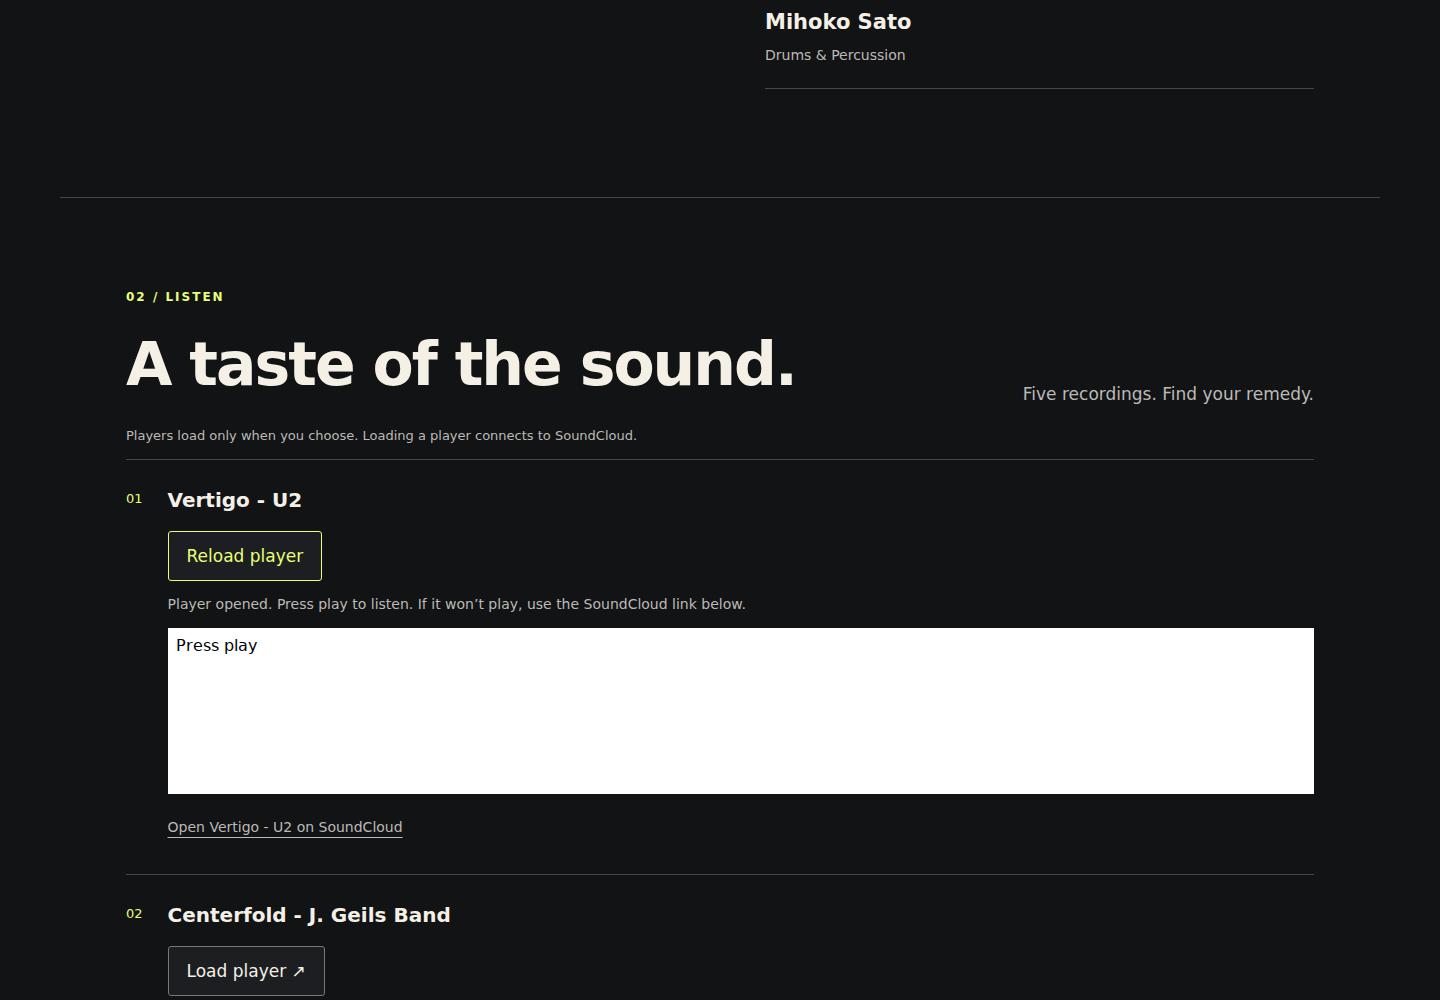 Mihoko Sato
Drums & Percussion
02 / LISTEN
A taste of the sound.
Five recordings. Find your remedy.
Players load only when you choose. Loading a player connects to SoundCloud.
01
Vertigo - U2
Reload player
Player opened. Press play to listen. If it won’t play, use the SoundCloud link below.
Press play
Open Vertigo - U2 on SoundCloud
02
Centerfold - J. Geils Band
Load player ↗